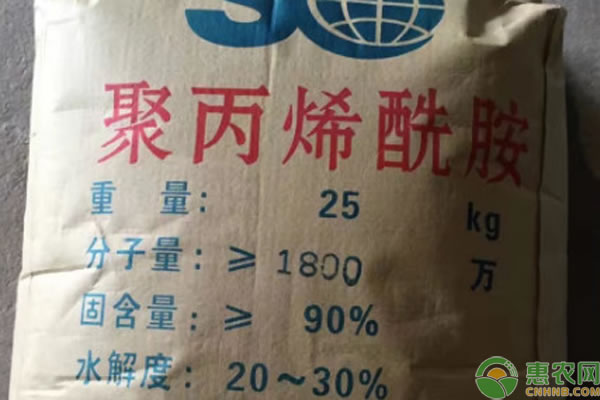 聚丙烯酰胺
重 量: 25 kg
分子量: ≥ 1800 万
固含量: ≥ 90%
水解度: 20～30%
惠农网
CNHNB.COM